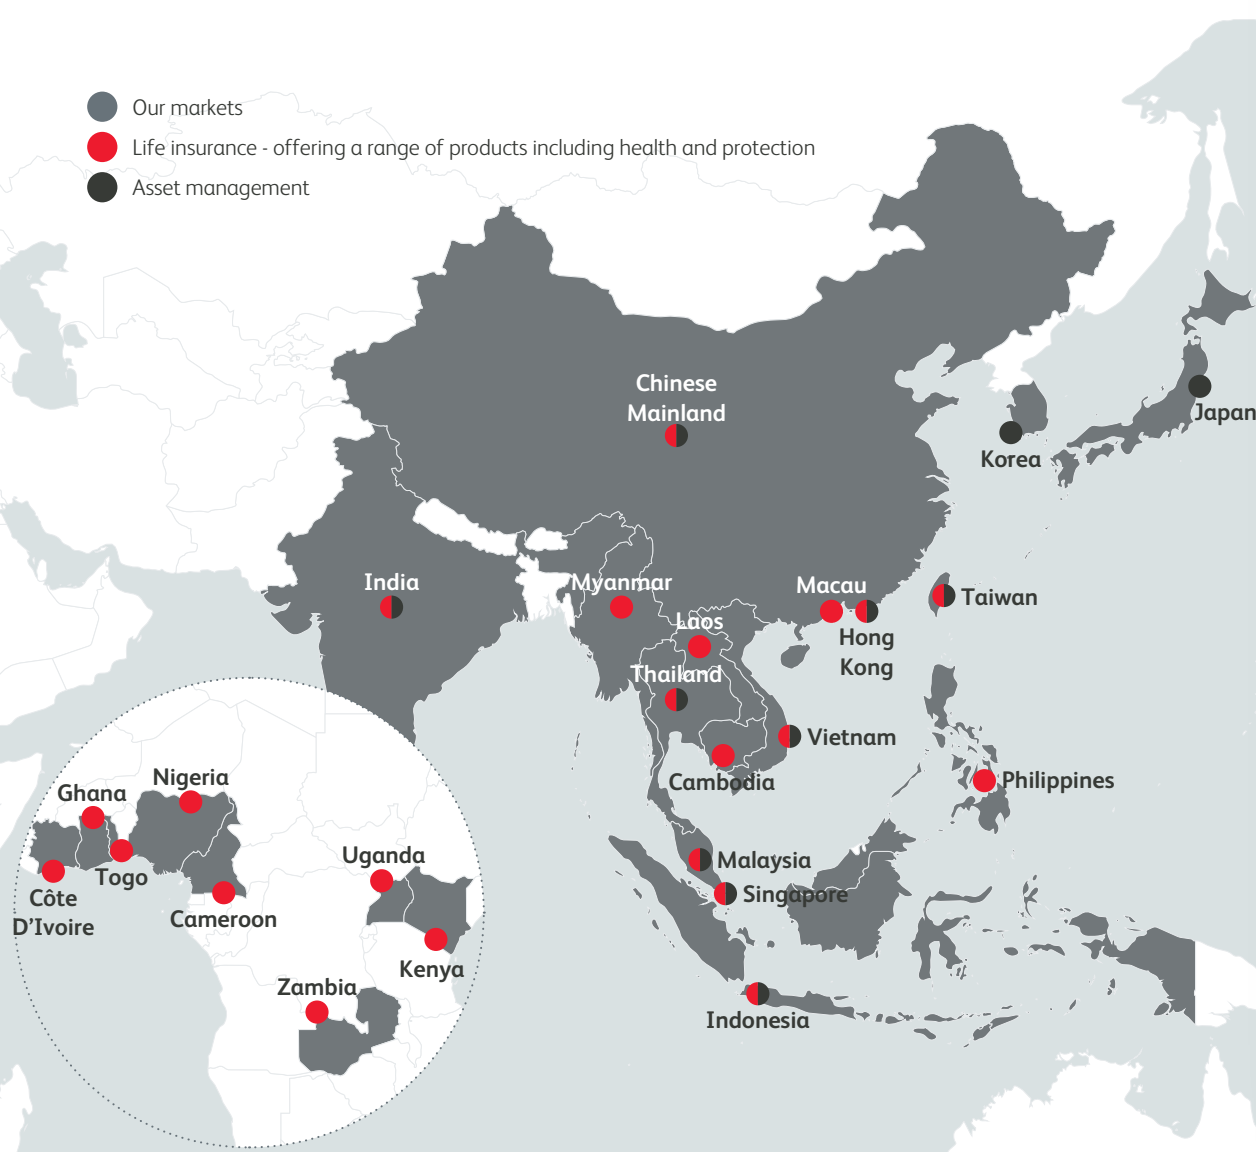 Our markets
Life insurance - offering a range of products including health and protection
Asset management
Chinese
Mainland
Japan
Korea
India
Myanmar
Macau
Taiwan
Laos
Hong
Kong
Thailand
Vietnam
Cambodia
Philippines
Nigeria
Ghana
Uganda
Malaysia
Togo
Singapore
Côte
D’Ivoire
Cameroon
Kenya
Zambia
Indonesia